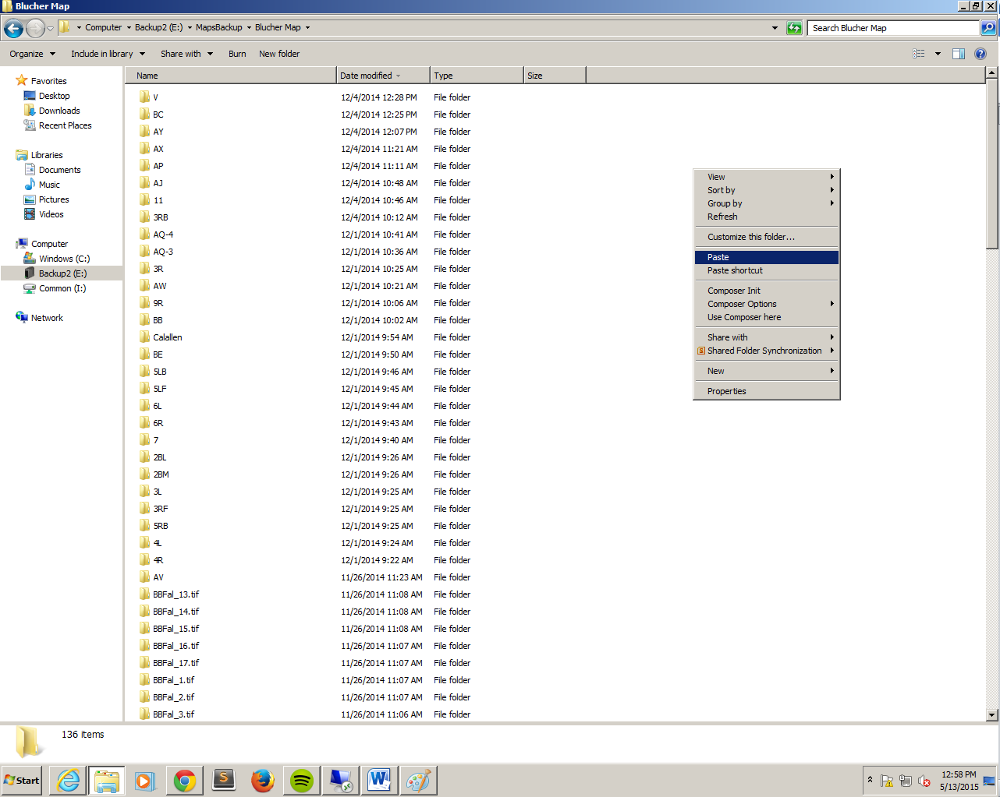 Blucher Map
Computer Backup2 (E:) MapsBackup Blucher Map
Search Blucher Map
Organize Include in library Share with Burn New folder
Favorites
Desktop
Downloads
Recent Places
Libraries
Documents
Music
Pictures
Videos
Computer
Windows (C:)
Backup2 (E:)
Common (I:)
Network
Name Date modified Type Size
V 12/4/2014 12:28 PM File folder
BC 12/4/2014 12:25 PM File folder
AY 12/4/2014 12:07 PM File folder
AX 12/4/2014 11:21 AM File folder
AP 12/4/2014 11:11 AM File folder
AJ 12/4/2014 10:48 AM File folder
11 12/4/2014 10:46 AM File folder
3RB 12/4/2014 10:12 AM File folder
AQ-4 12/1/2014 10:41 AM File folder
AQ-3 12/1/2014 10:36 AM File folder
3R 12/1/2014 10:25 AM File folder
AW 12/1/2014 10:21 AM File folder
9R 12/1/2014 10:06 AM File folder
BB 12/1/2014 10:02 AM File folder
Calallen 12/1/2014 9:54 AM File folder
BE 12/1/2014 9:50 AM File folder
5LB 12/1/2014 9:46 AM File folder
5LF 12/1/2014 9:45 AM File folder
6L 12/1/2014 9:44 AM File folder
6R 12/1/2014 9:43 AM File folder
7 12/1/2014 9:40 AM File folder
2BL 12/1/2014 9:26 AM File folder
2BM 12/1/2014 9:26 AM File folder
3L 12/1/2014 9:25 AM File folder
3RF 12/1/2014 9:25 AM File folder
5RB 12/1/2014 9:25 AM File folder
4L 12/1/2014 9:24 AM File folder
4R 12/1/2014 9:22 AM File folder
AV 11/26/2014 11:23 AM File folder
BBFal_13.tif 11/26/2014 11:08 AM File folder
BBFal_14.tif 11/26/2014 11:08 AM File folder
BBFal_15.tif 11/26/2014 11:08 AM File folder
BBFal_16.tif 11/26/2014 11:07 AM File folder
BBFal_17.tif 11/26/2014 11:07 AM File folder
BBFal_1.tif 11/26/2014 11:07 AM File folder
BBFal_2.tif 11/26/2014 11:07 AM File folder
BBFal_3.tif 11/26/2014 11:06 AM File folder
View
Sort by
Group by
Refresh
Customize this folder...
Paste
Paste shortcut
Composer Init
Composer Options
Use Composer here
Share with
S Shared Folder Synchronization
New
Properties
136 items
Start
S
W
12:58 PM
5/13/2015